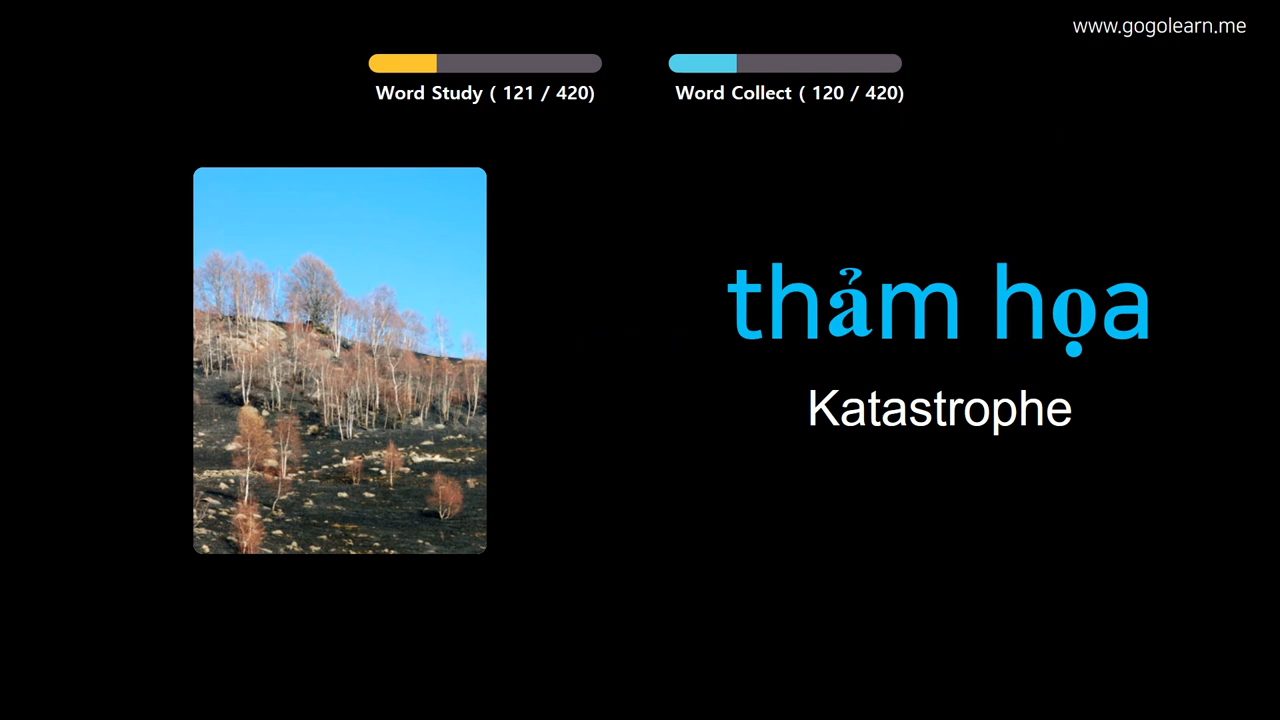 www.gogolearn.me
Word Study ( 121 / 420)
Word Collect ( 120 / 420)
thảm họa
Katastrophe